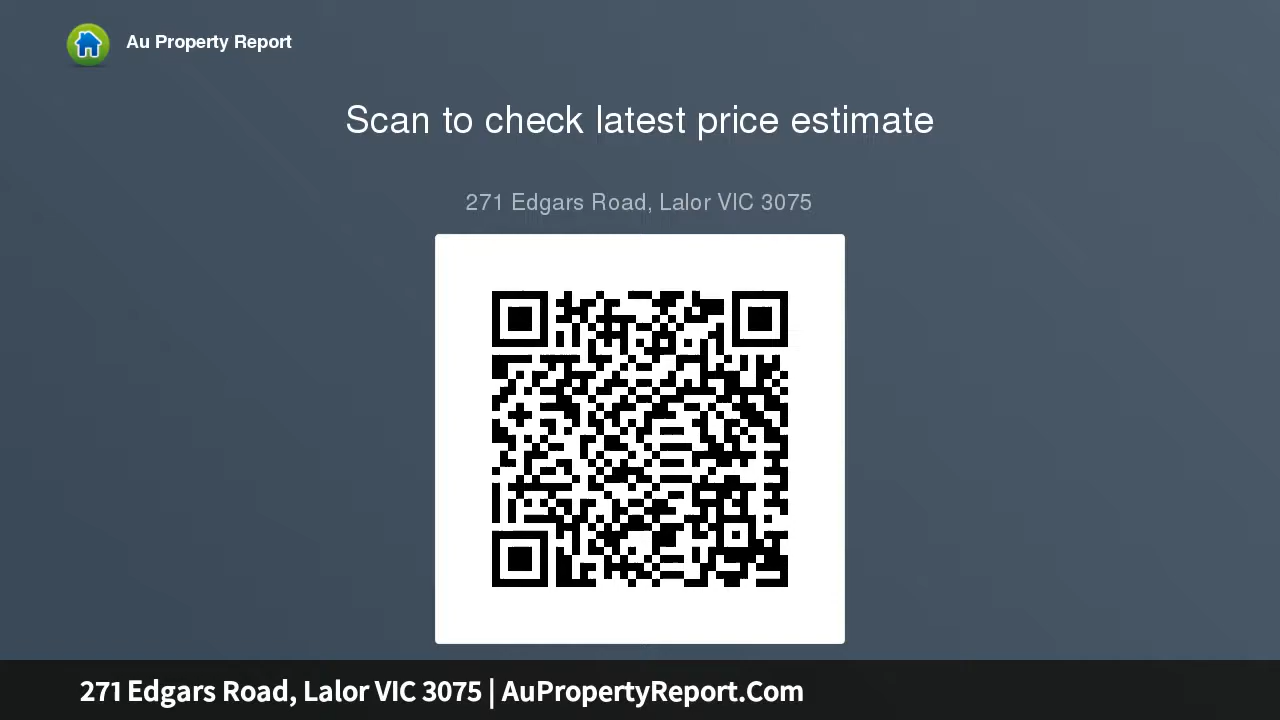 Au Property Report
Scan to check latest price estimate
271 Edgars Road, Lalor VIC 3075
271 Edgars Road, Lalor VIC 3075 | AuPropertyReport.Com